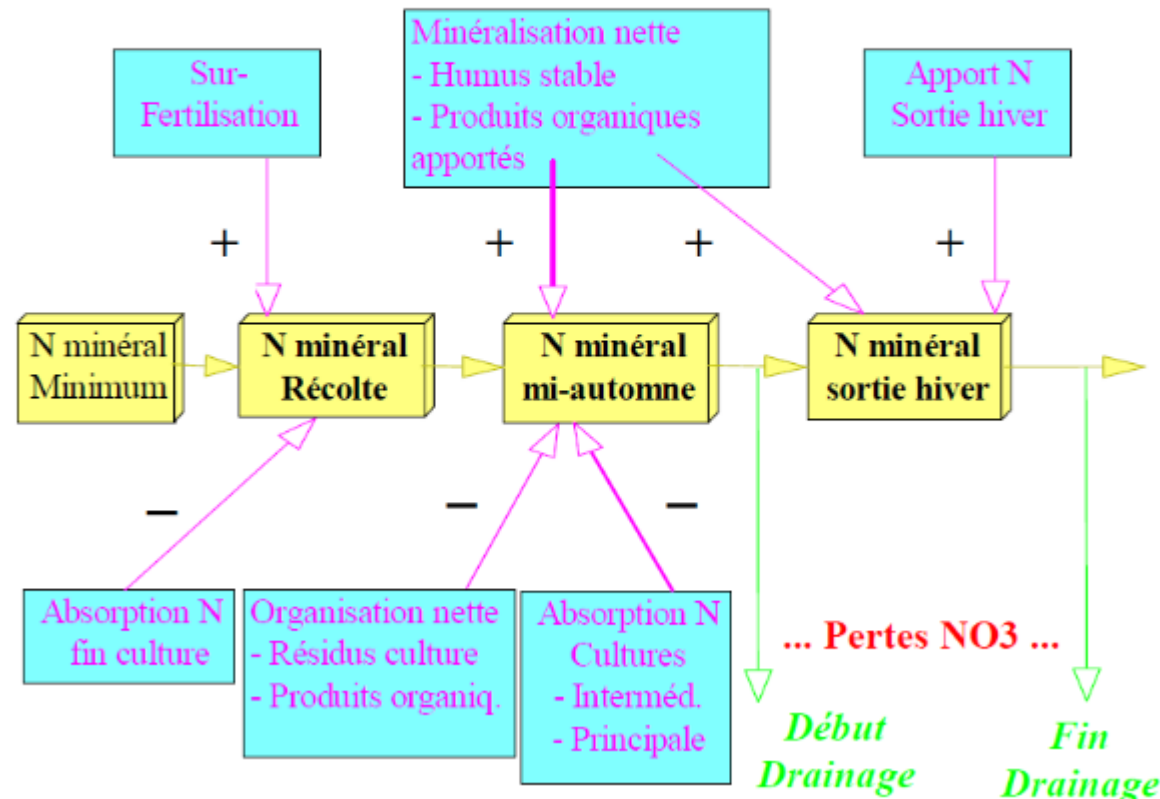 Sur-
Fertilisation
Minéralisation nette
- Humus stable
- Produits organiques
apportés
Apport N
Sortie hiver
+
+
+
+
N minéral
Minimum
N minéral
Récolte
N minéral
mi-automne
N minéral
sortie hiver
–
–
–
Absorption N
fin culture
Organisation nette
- Résidus culture
- Produits organiq.
Absorption N
Cultures
- Interméd.
- Principale
... Pertes NO3 ...
Début
Drainage
Fin
Drainage